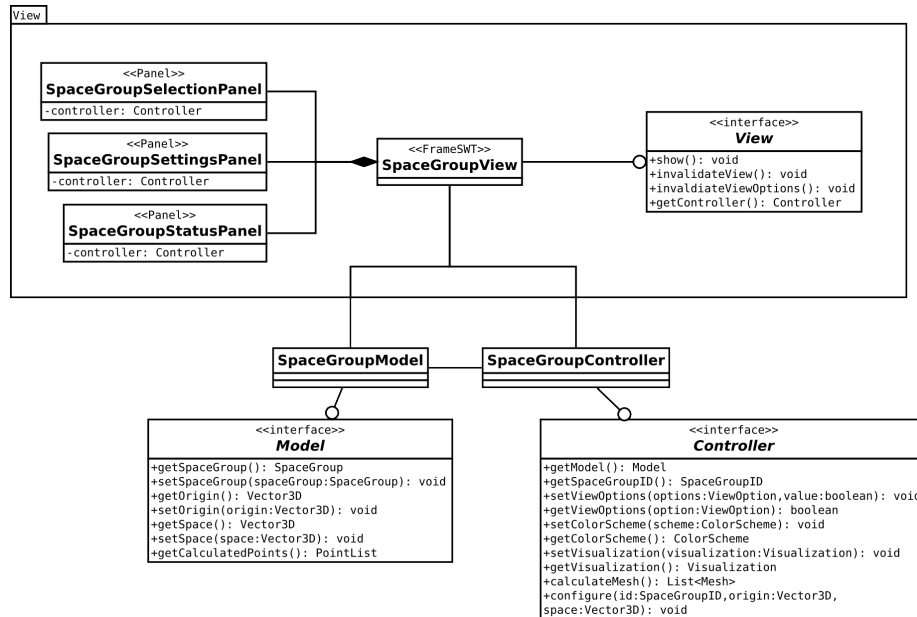 View
<<Panel>>
SpaceGroupSelectionPanel
-controller: Controller
<<Panel>>
SpaceGroupSettingsPanel
-controller: Controller
<<Panel>>
SpaceGroupStatusPanel
-controller: Controller
<<FrameSWT>>
SpaceGroupView
<<interface>>
View
+show(): void
+invalidateView(): void
+invaldiateViewOptions(): void
+getController(): Controller
SpaceGroupModel
SpaceGroupController
<<interface>>
Model
+getSpaceGroup(): SpaceGroup
+setSpaceGroup(spaceGroup:SpaceGroup): void
+getOrigin(): Vector3D
+setOrigin(origin:Vector3D): void
+getSpace(): Vector3D
+setSpace(space:Vector3D): void
+getCalculatedPoints(): PointList
<<interface>>
Controller
+getModel(): Model
+getSpaceGroupID(): SpaceGroupID
+setViewOptions(options:ViewOption,value:boolean): void
+getViewOptions(option:ViewOption): boolean
+setColorScheme(scheme:ColorScheme): void
+getColorScheme(): ColorScheme
+setVisualization(visualization:Visualization): void
+getVisualization(): Visualization
+calculateMesh(): List<Mesh>
+configure(id:SpaceGroupID,origin:Vector3D,
space:Vector3D): void